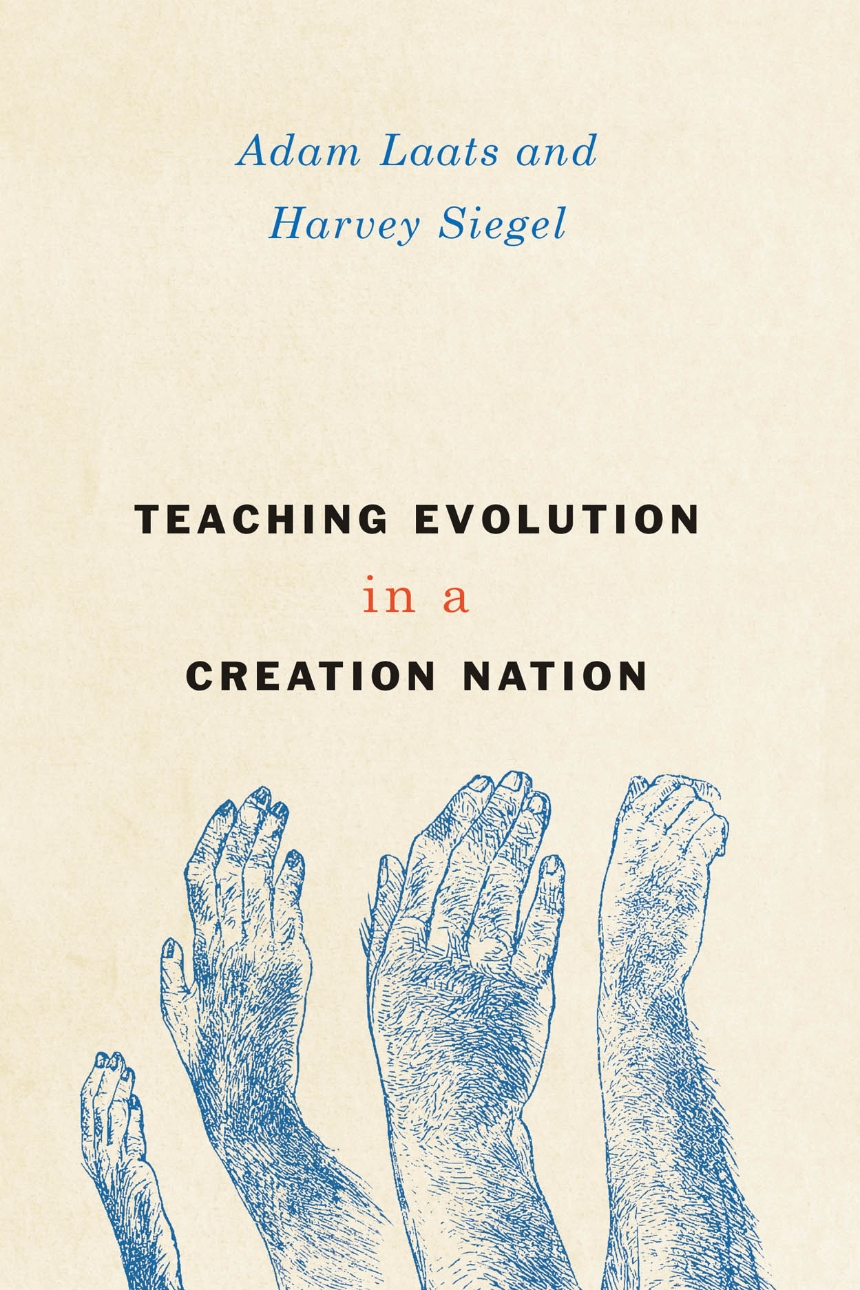 Adam Laats and
Harvey Siegel
TEACHING EVOLUTION
in a
CREATION NATION